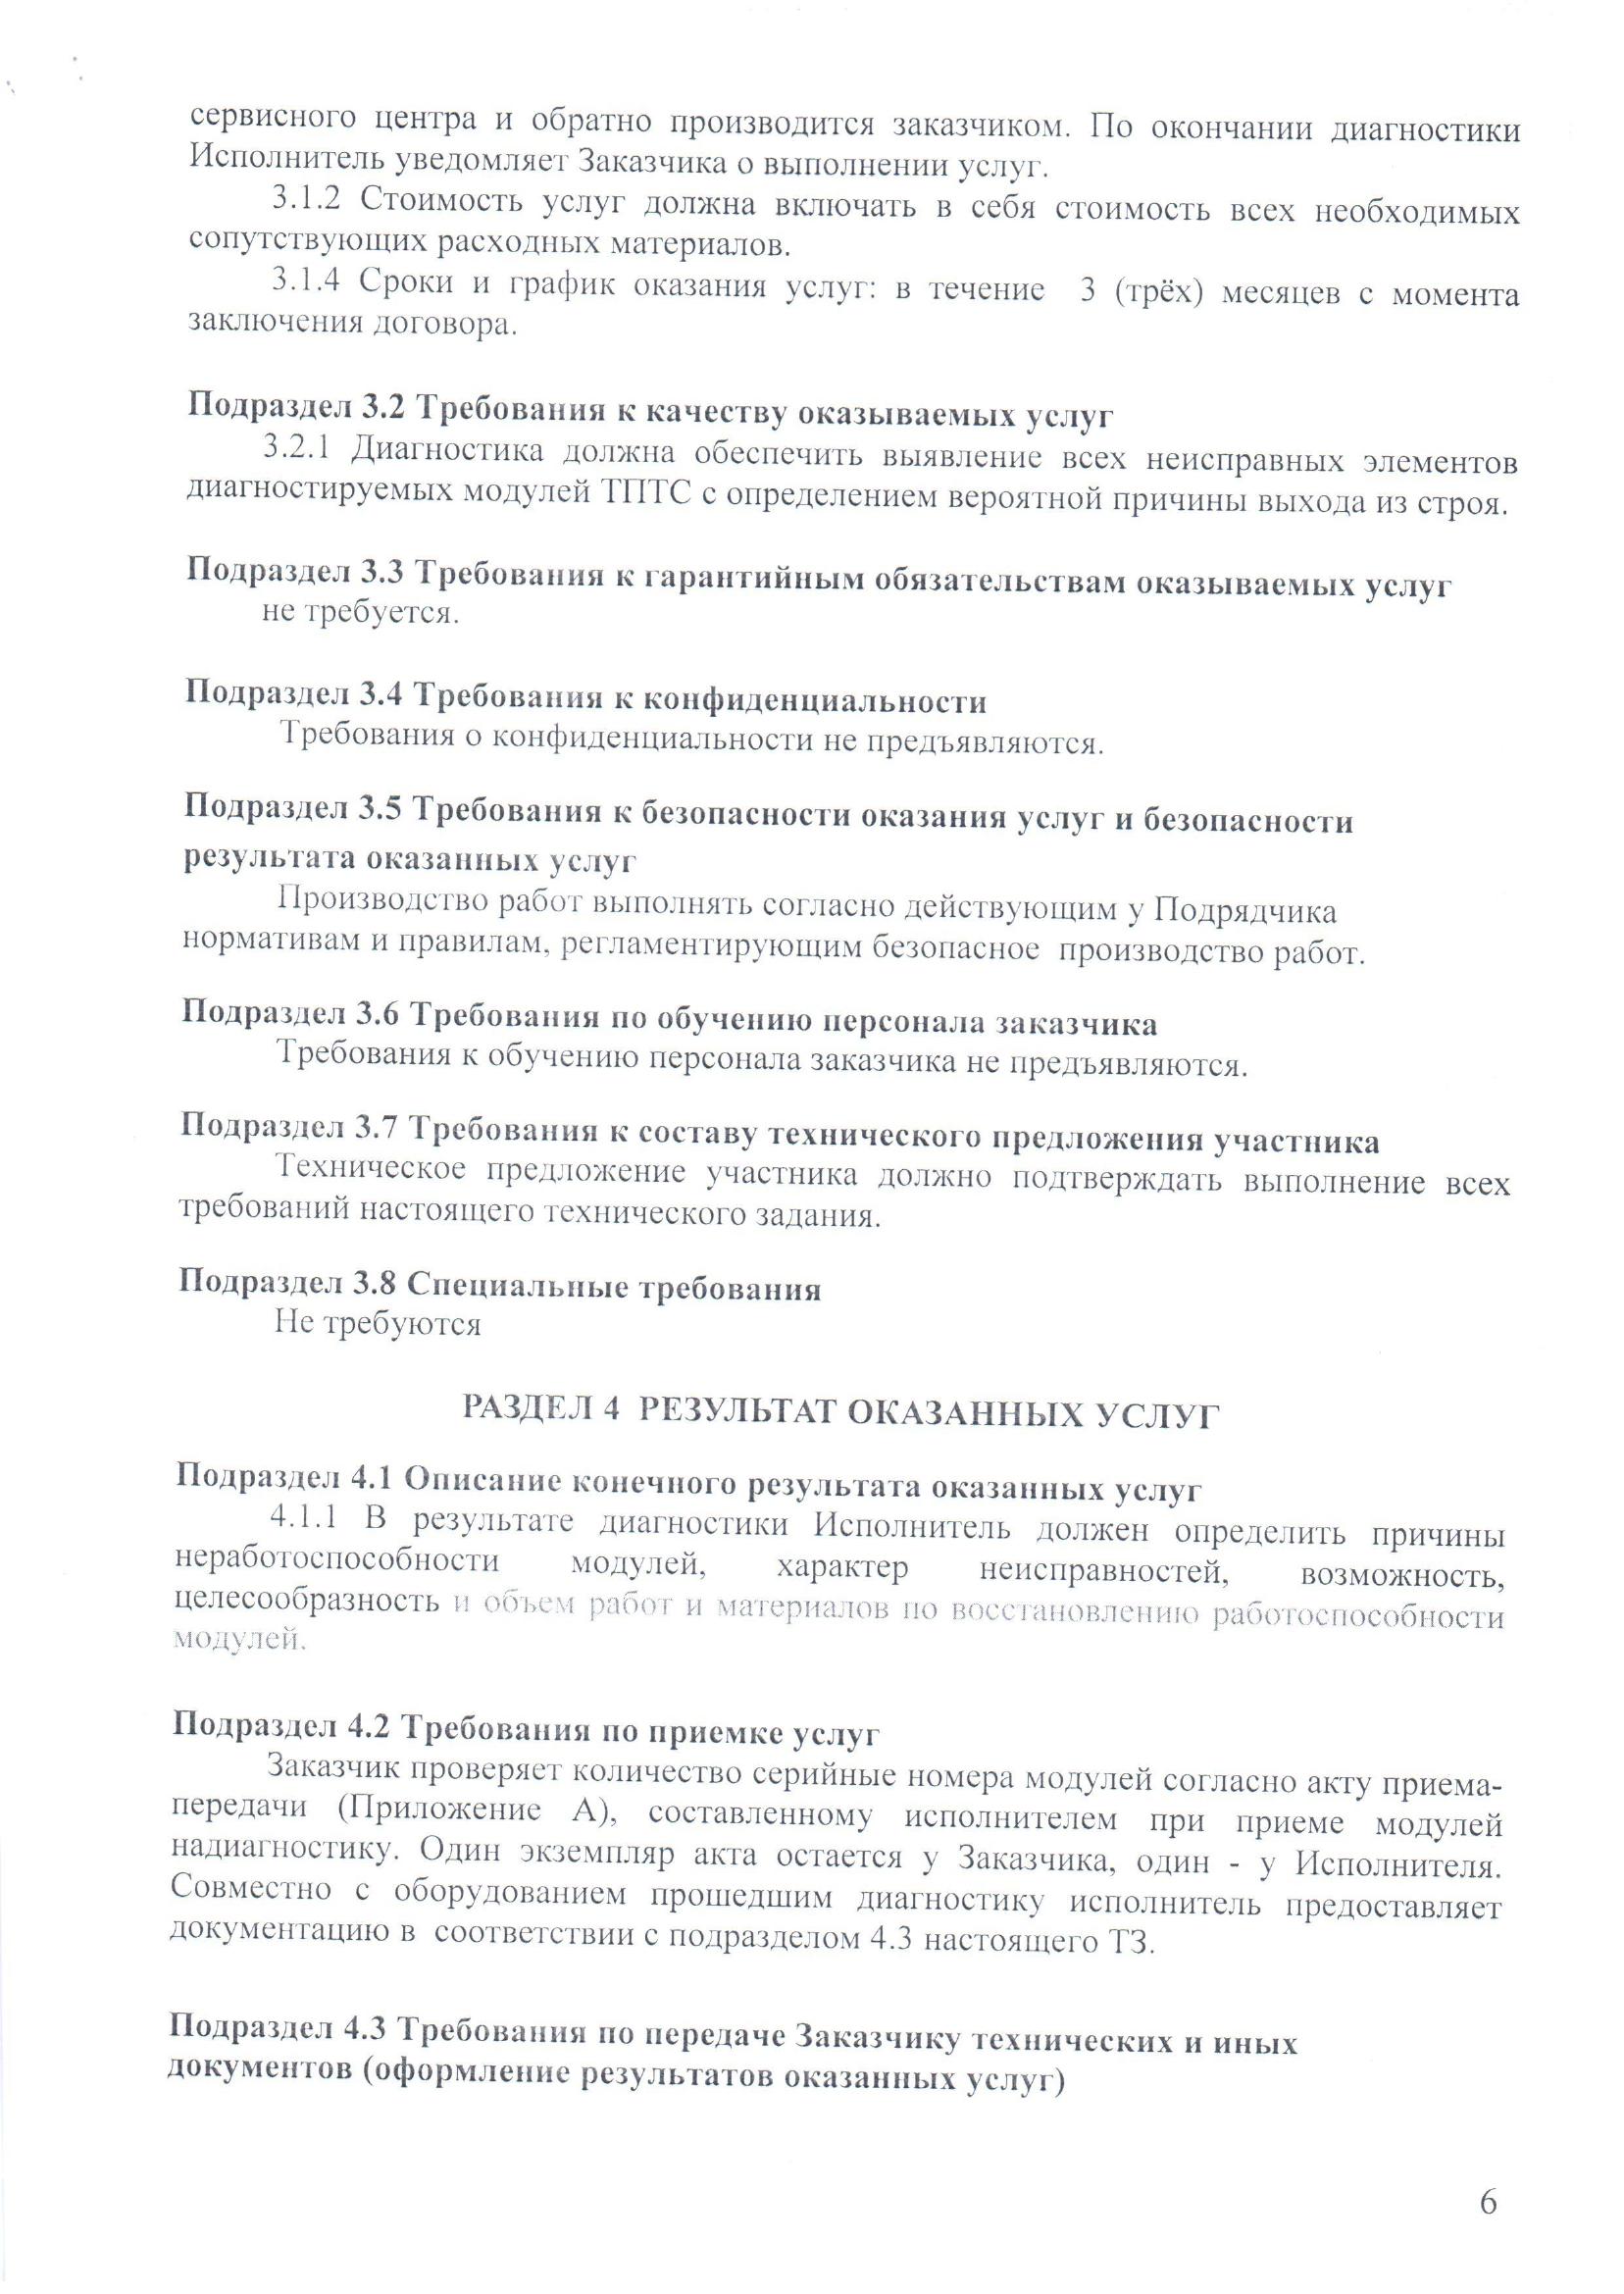 сервисного центра и обратно производится заказчиком. По окончании диагностики
Исполнитель уведомляет Заказчика о выполнении услуг.
3.1.2 Стоимость услуг должна включать в себя стоимость всех необходимых
сопутствующих расходных материалов.
3.1.4 Сроки и график оказания услуг: в течение 3 (трёх) месяцев с момента
заключения договора.
Подраздел 3.2 Требования к качеству оказываемых услуг
3.2.1 Диагностика должна обеспечить выявление всех неисправных элементов
диагностируемых модулей ТПТС с определением вероятной причины выхода из строя.
Подраздел 3.3 Требования к гарантийным обязательствам оказываемых услуг
не требуется.
Подраздел 3.4 Требования к конфиденциальности
Требования о конфиденциальности не предъявляются.
Подраздел 3.5 Требования к безопасности оказания услуг и безопасности
результата оказанных услуг
Производство работ выполнять согласно действующим у Подрядчика
нормативам и правилам, регламентирующим безопасное производство работ.
Подраздел 3.6 Требования по обучению персонала заказчика
Требования к обучению персонала заказчика не предъявляются.
Подраздел 3.7 Требования к составу технического предложения участника
Техническое предложение участника должно подтверждать выполнение всех
требований настоящего технического задания.
Подраздел 3.8 Специальные требования
Не требуются
РАЗДЕЛ 4 РЕЗУЛЬТАТ ОКАЗАННЫХ УСЛУГ
Подраздел 4.1 Описание конечного результата оказанных услуг
4.1.1 В результате диагностики Исполнитель должен определить причины
неработоспособности модулей, характер неисправностей, возможность,
целесообразность и объем работ и материалов по восстановлению работоспособности
модулей.
Подраздел 4.2 Требования по приемке услуг
Заказчик проверяет количество серийные номера модулей согласно акту приема-
передачи (Приложение А), составленному исполнителем при приеме модулей
надиагностику. Один экземпляр акта остается у Заказчика, один - у Исполнителя.
Совместно с оборудованием прошедшим диагностику исполнитель предоставляет
документацию в соответствии с подразделом 4.3 настоящего ТЗ.
Подраздел 4.3 Требования по передаче Заказчику технических и иных
документов (оформление результатов оказанных услуг)
6